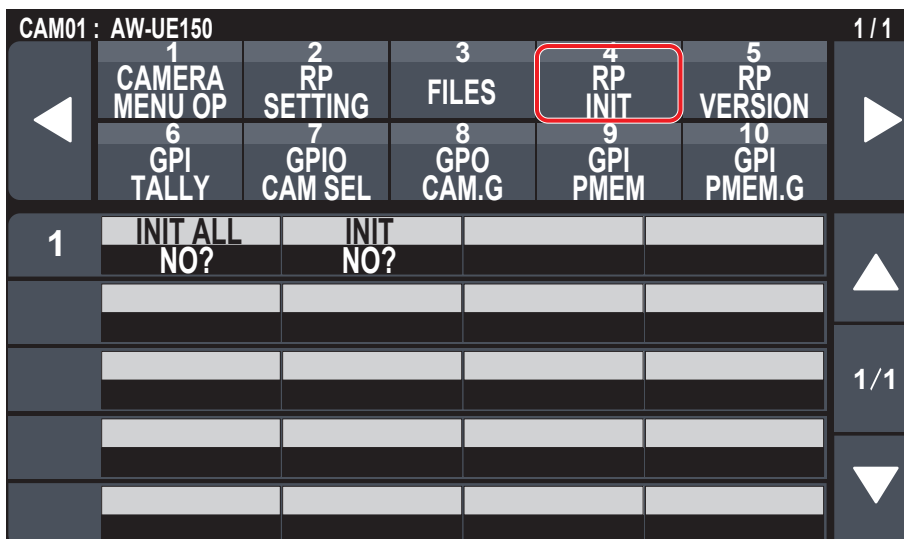 CAM01 : AW-UE150 1 / 1
1 2 3 4 5
CAMERA MENU OP
RP SETTING
FILES
RP INIT
RP VERSION
6 7 8 9 10
GPI TALLY
GPIO CAM SEL
GPO CAM.G
GPI PMEM
GPI PMEM.G
1 INIT ALL INIT
NO? NO?
1/1